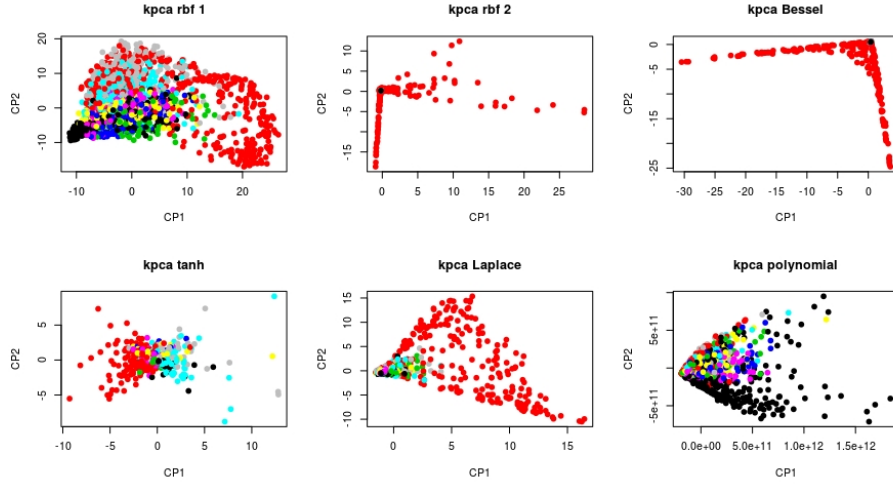 kpca rbf 1
CP2
20
10
0
-10
-10 0 10 20
CP1
kpca rbf 2
CP2
10
5
0
-5
-15
0 5 10 15 20 25
CP1
kpca Bessel
CP2
0
-5
-15
-25
-30 -25 -20 -15 -10 -5 0
CP1
kpca tanh
CP2
5
0
-5
-10 -5 0 5 10
CP1
kpca Laplace
CP2
15
10
5
0
-5
-10
0 5 10 15
CP1
kpca polynomial
CP2
5e+11
-5e+11
0.0e+00 5.0e+11 1.0e+12 1.5e+12
CP1